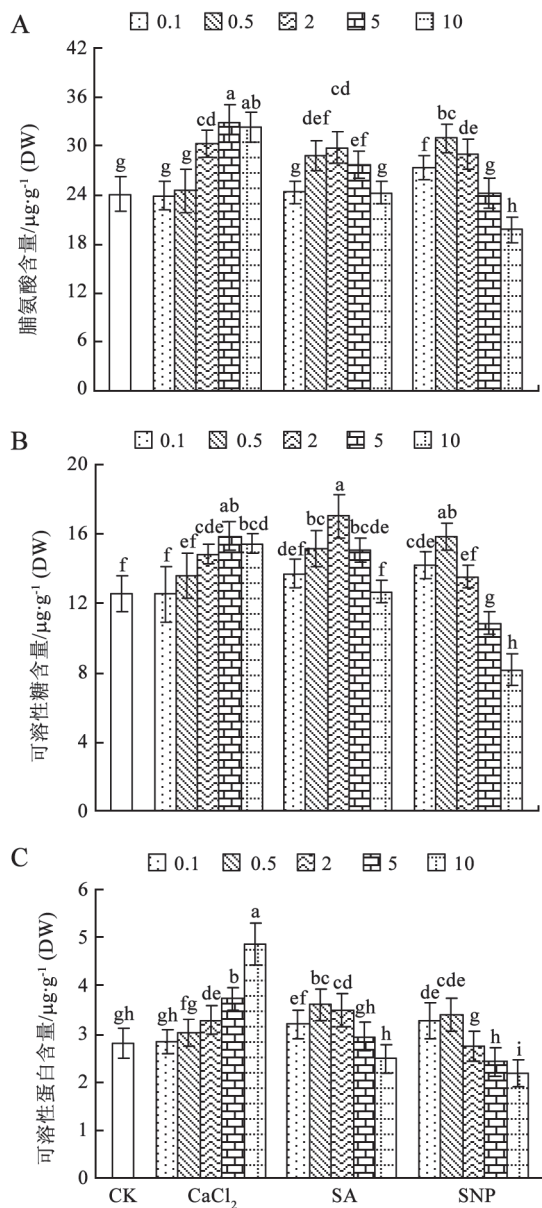 A
0.1 0.5 2 5 10
脯氨酸含量/μg·g⁻¹ (DW)
36
30
24
18
12
6
0
g g g cd a ab g def cd ef g f bc de g h
B
0.1 0.5 2 5 10
可溶性糖含量/μg·g⁻¹ (DW)
20
16
12
8
4
0
f f ef cde ab bcd def bc a bcde f cde ab ef g h
C
0.1 0.5 2 5 10
可溶性蛋白含量/μg·g⁻¹ (DW)
6
5
4
3
2
1
0
gh gh fg de b a ef bc cd gh h de cde g h i
CK CaCl₂ SA SNP